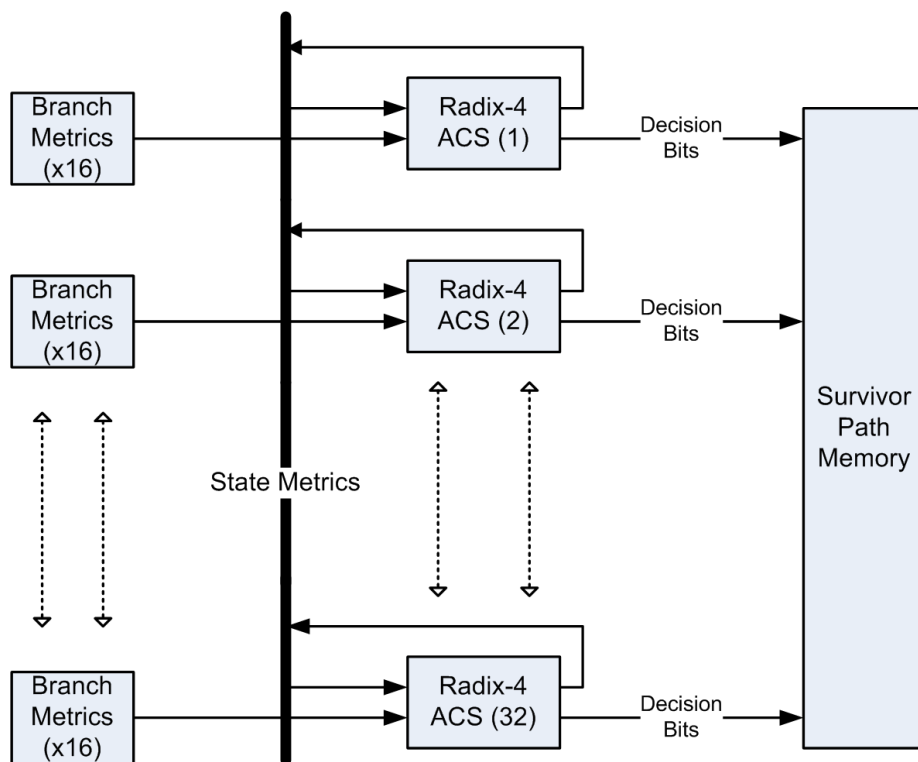 Branch
Metrics
(x16)
Radix-4
ACS (1)
Decision
Bits
Branch
Metrics
(x16)
Radix-4
ACS (2)
Decision
Bits
Survivor
Path
Memory
State Metrics
Branch
Metrics
(x16)
Radix-4
ACS (32)
Decision
Bits